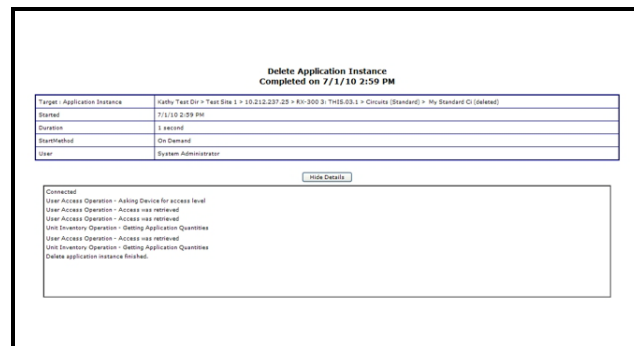 Delete Application Instance
Completed on 7/1/10 2:59 PM
Target : Application Instance Kathy Test Dir > Test Site 1 > 10.212.237.25 > RX-300 3: THIS.03.1 > Circuits (Standard) > My Standard Ci (deleted)
Started 7/1/10 2:59 PM
Duration 1 second
StartMethod On Demand
User System Administrator
Hide Details
Connected
User Access Operation - Asking Device for access level
User Access Operation - Access was retrieved
User Access Operation - Access was retrieved
Unit Inventory Operation - Getting Application Quantities
User Access Operation - Access was retrieved
Unit Inventory Operation - Getting Application Quantities
Delete application instance finished.